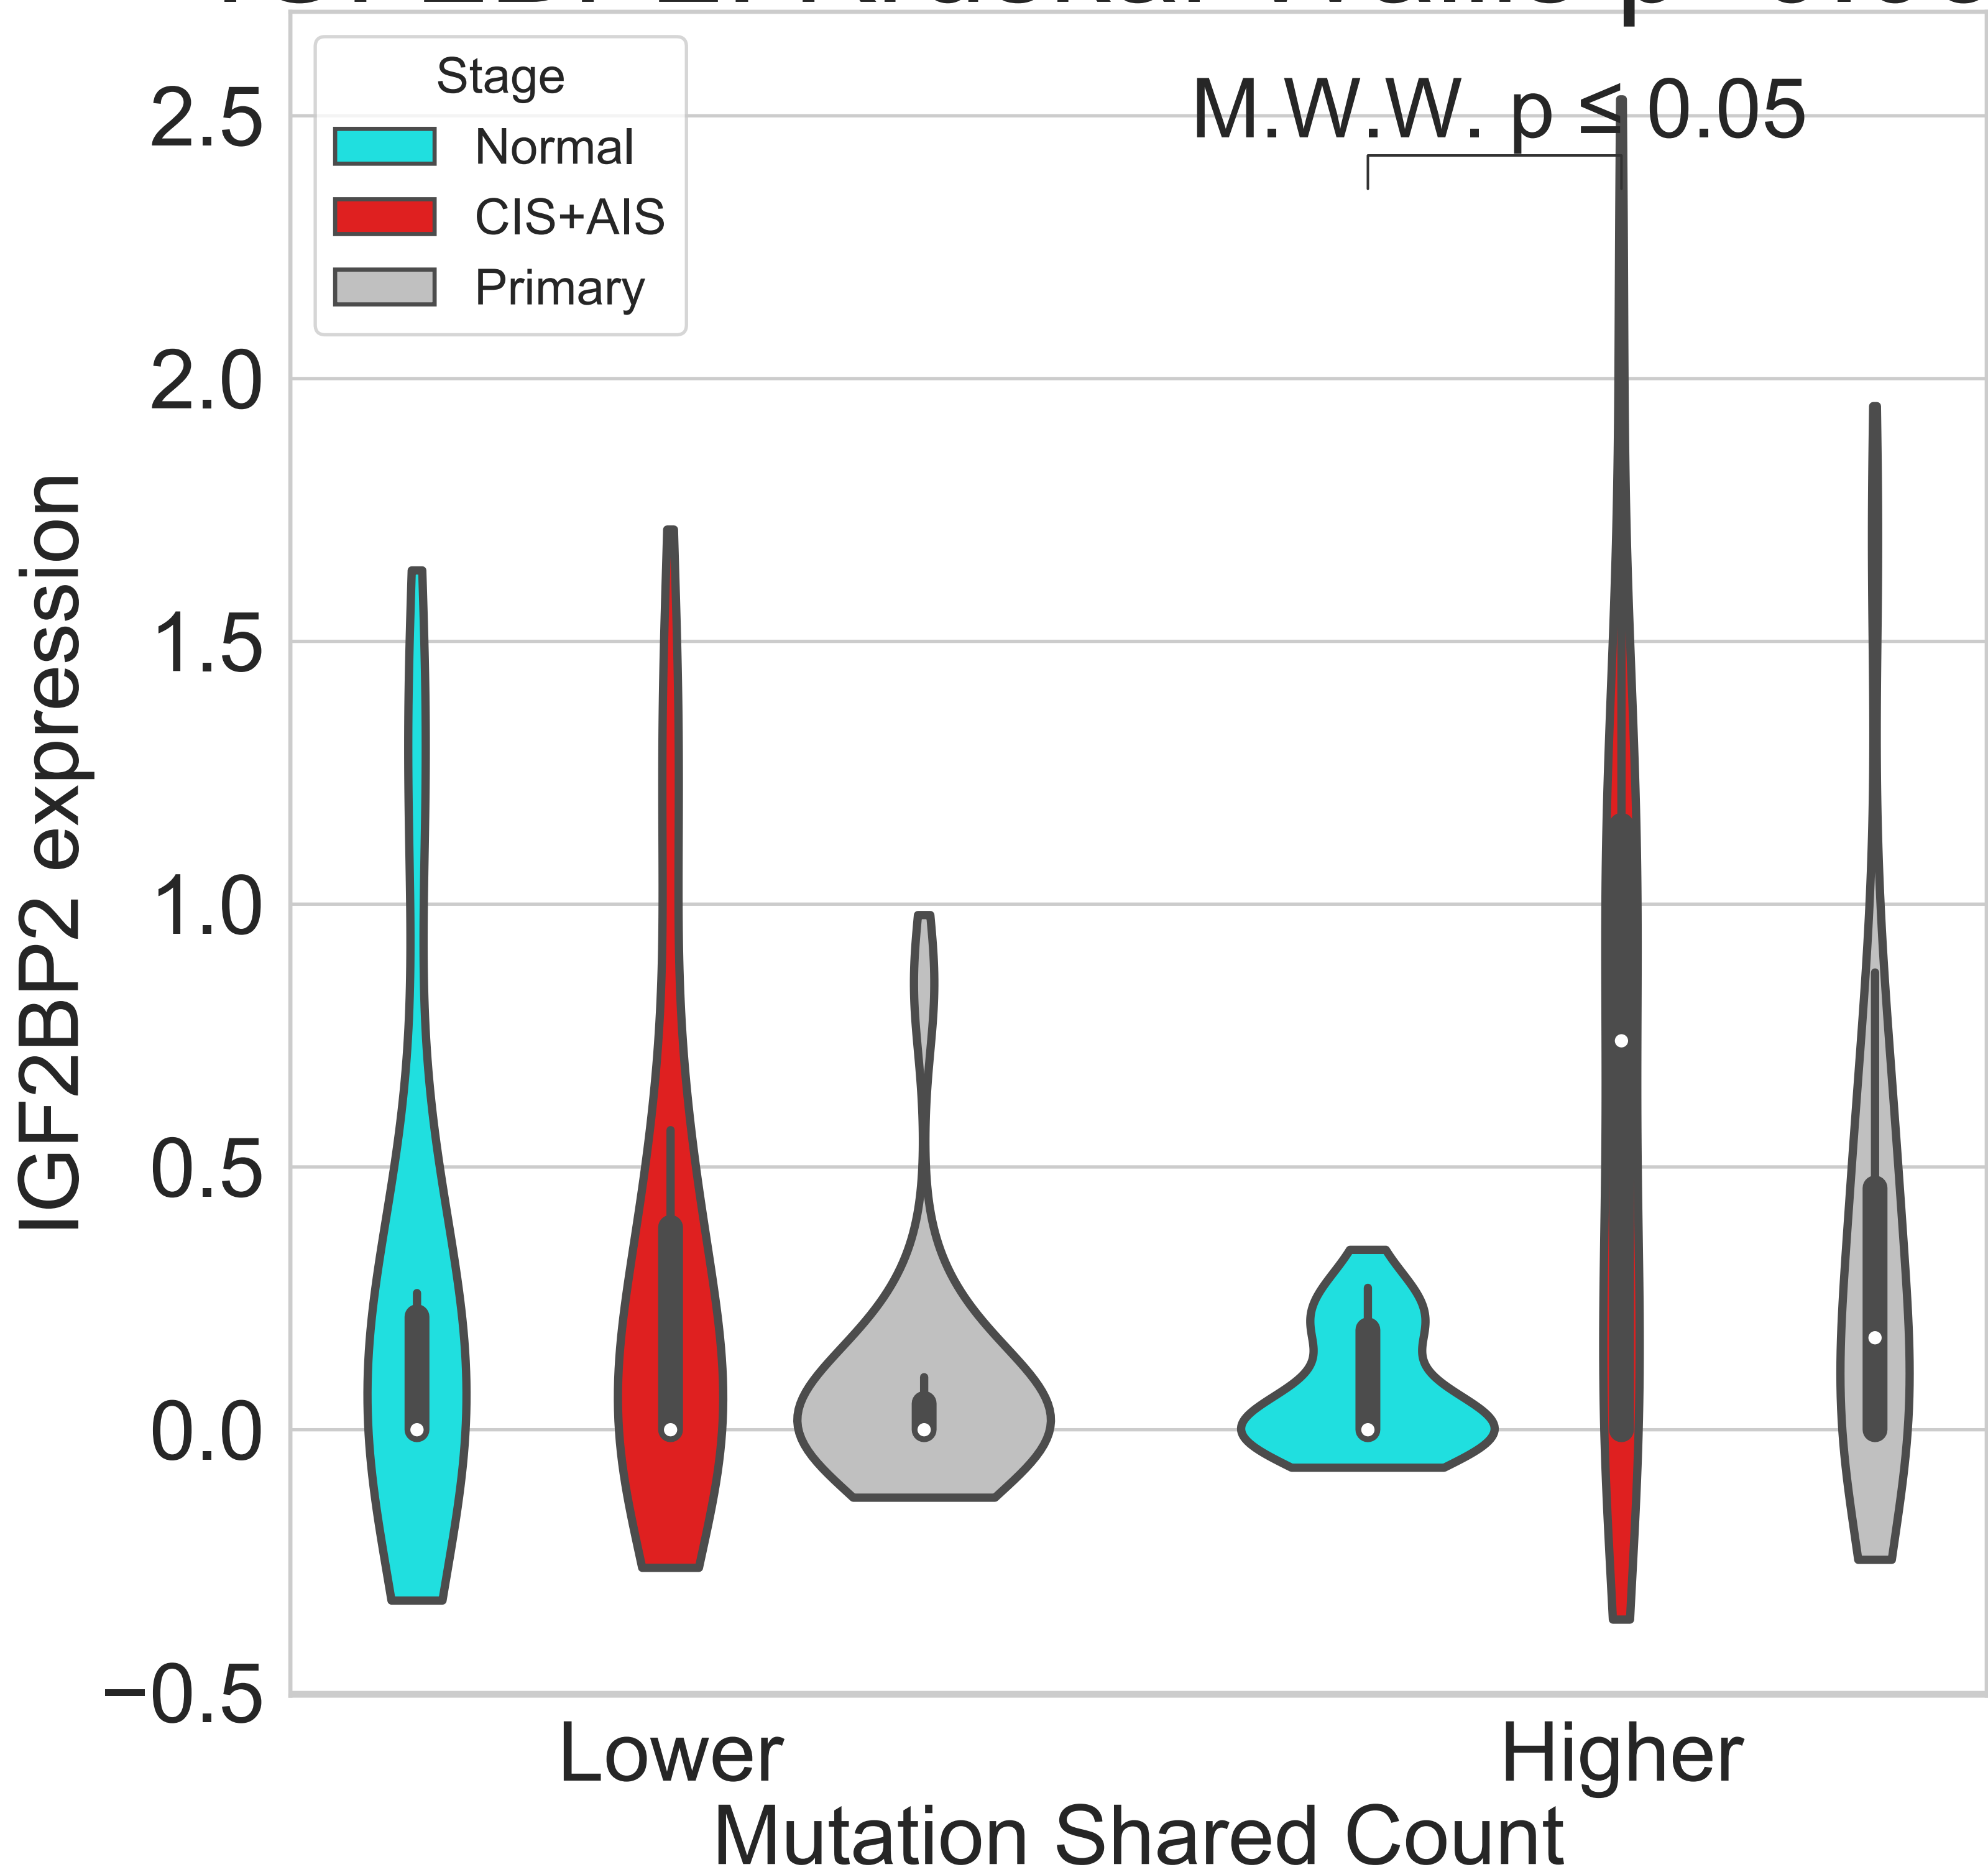 Stage
Normal
CIS+AIS
Primary
M.W.W. p ≤ 0.05
2.5
2.0
1.5
1.0
0.5
0.0
−0.5
IGF2BP2 expression
Lower
Higher
Mutation Shared Count